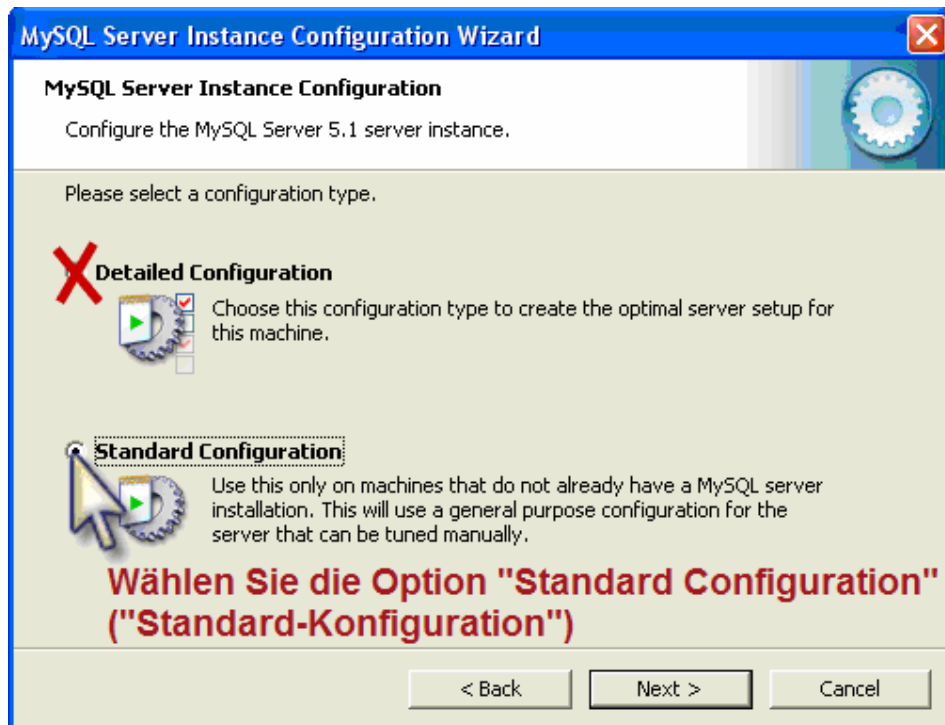 MySQL Server Instance Configuration Wizard
MySQL Server Instance Configuration
Configure the MySQL Server 5.1 server instance.
Please select a configuration type.
Detailed Configuration
Choose this configuration type to create the optimal server setup for
this machine.
Standard Configuration
Use this only on machines that do not already have a MySQL server
installation. This will use a general purpose configuration for the
server that can be tuned manually.
Wählen Sie die Option "Standard Configuration"
("Standard-Konfiguration")
< Back
Next >
Cancel